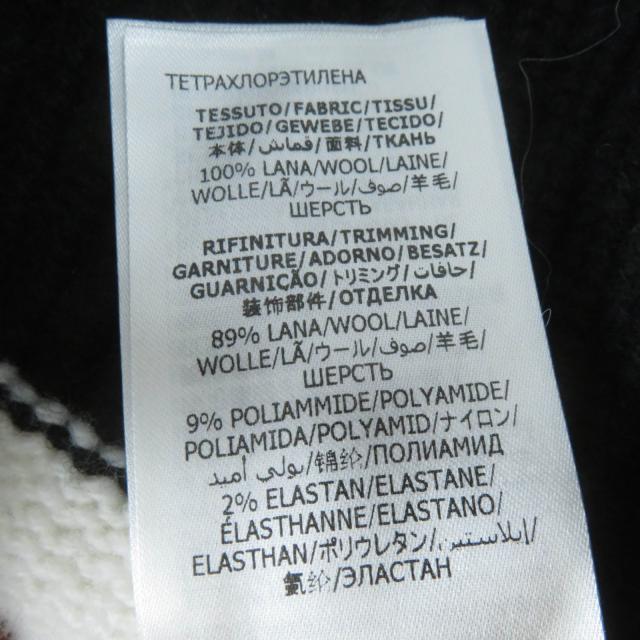 ТЕТРАХЛОРЭТИЛЕНА
TESSUTO/FABRIC/TISSU/
TEJIDO/GEWEBE/TECIDO/
本体/قماش/面料/ТКАНЬ
100% LANA/WOOL/LAINE/
WOLLE/LÃ/ウール/صوف/羊毛/
ШЕРСТЬ
RIFINITURA/TRIMMING/
GARNITURE/ADORNO/BESATZ/
GUARNICÃO/トリミング/حافات/
装饰部件/ОТДЕЛКА
89% LANA/WOOL/LAINE/
WOLLE/LÃ/ウール/صوف/羊毛/
ШЕРСТЬ
9% POLIAMMIDE/POLYAMIDE/
POLIAMIDA/POLYAMID/ナイロン/
بولي أميد/锦纶/ПОЛИАМИД
2% ELASTAN/ELASTANE/
ÉLASTHANNE/ELASTANO/
ELASTHAN/ポリウレタン/إيلاستين/
氨纶/ЭЛАСТАН